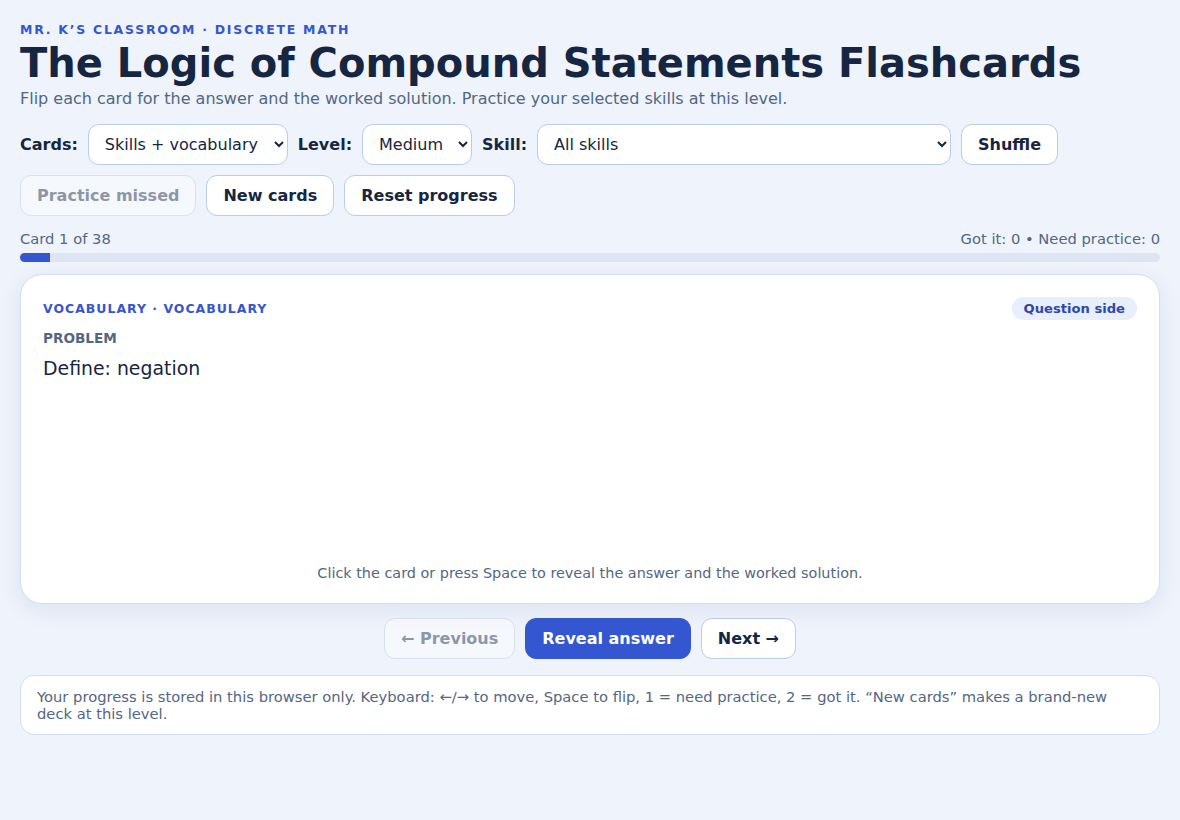 MR. K’S CLASSROOM · DISCRETE MATH
The Logic of Compound Statements Flashcards
Flip each card for the answer and the worked solution. Practice your selected skills at this level.
Cards: Skills + vocabulary Level: Medium Skill: All skills Shuffle
Practice missed New cards Reset progress
Card 1 of 38 Got it: 0 • Need practice: 0
VOCABULARY · VOCABULARY Question side
PROBLEM
Define: negation
Click the card or press Space to reveal the answer and the worked solution.
← Previous Reveal answer Next →
Your progress is stored in this browser only. Keyboard: ←/→ to move, Space to flip, 1 = need practice, 2 = got it. “New cards” makes a brand-new
deck at this level.